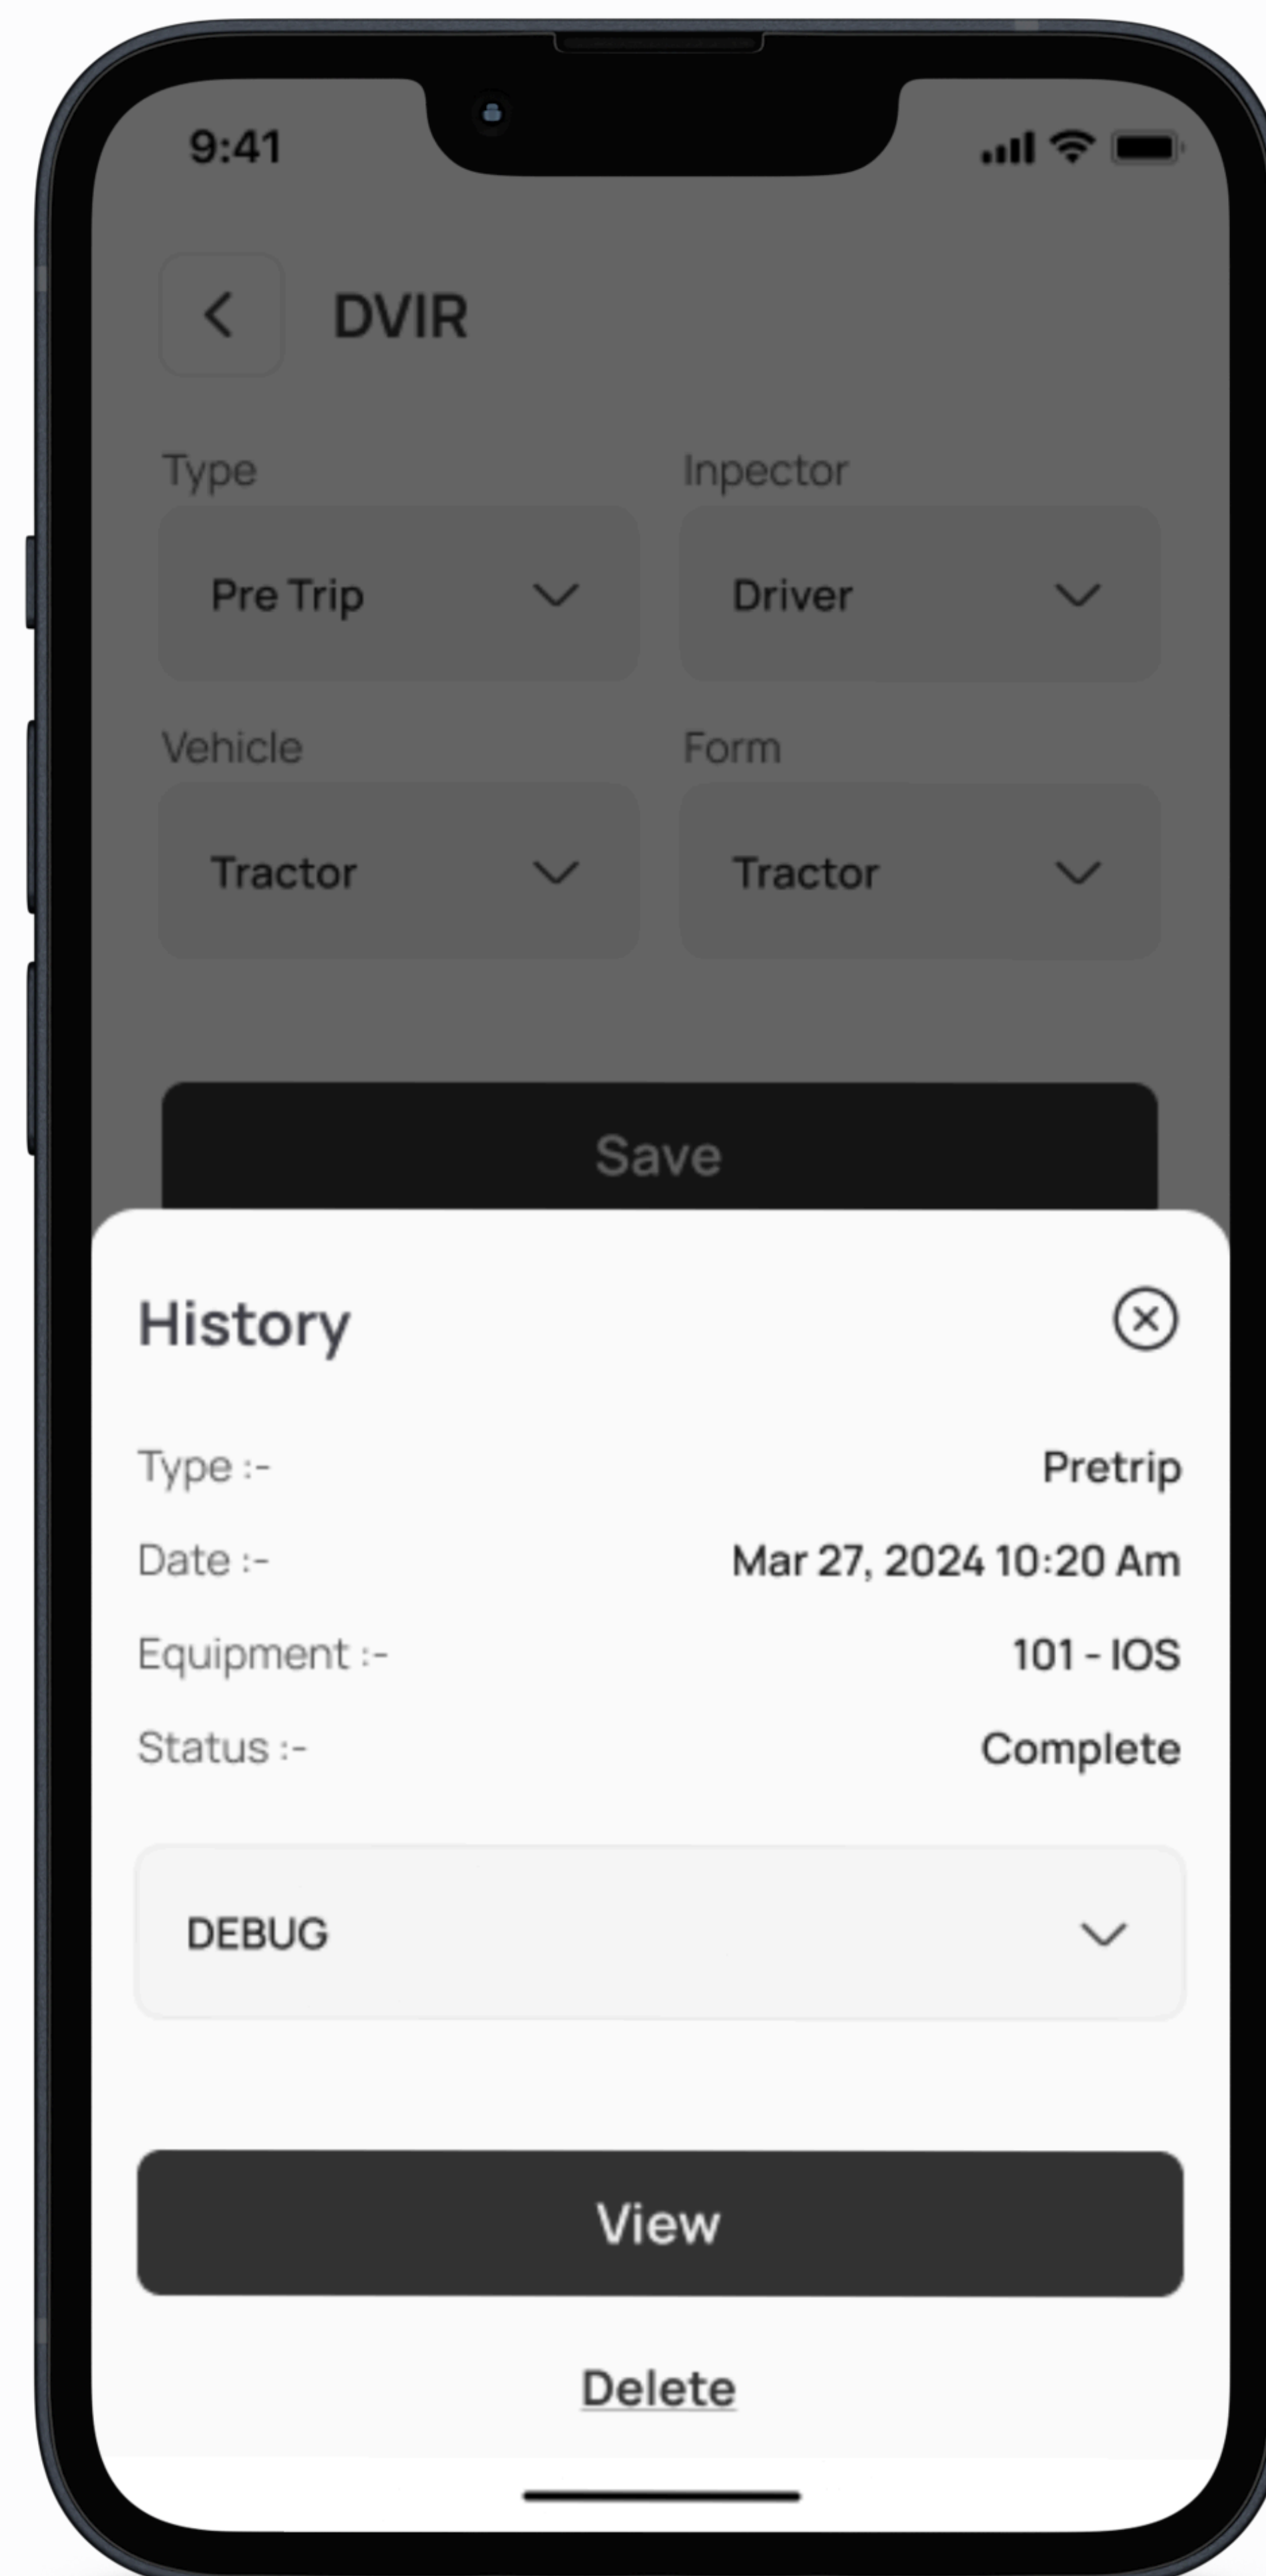 9:41
DVIR
Type Inpector
Pre Trip Driver
Vehicle Form
Tractor Tractor
Save
History
Type :- Pretrip
Date :- Mar 27, 2024 10:20 Am
Equipment :- 101 - IOS
Status :- Complete
DEBUG
View
Delete